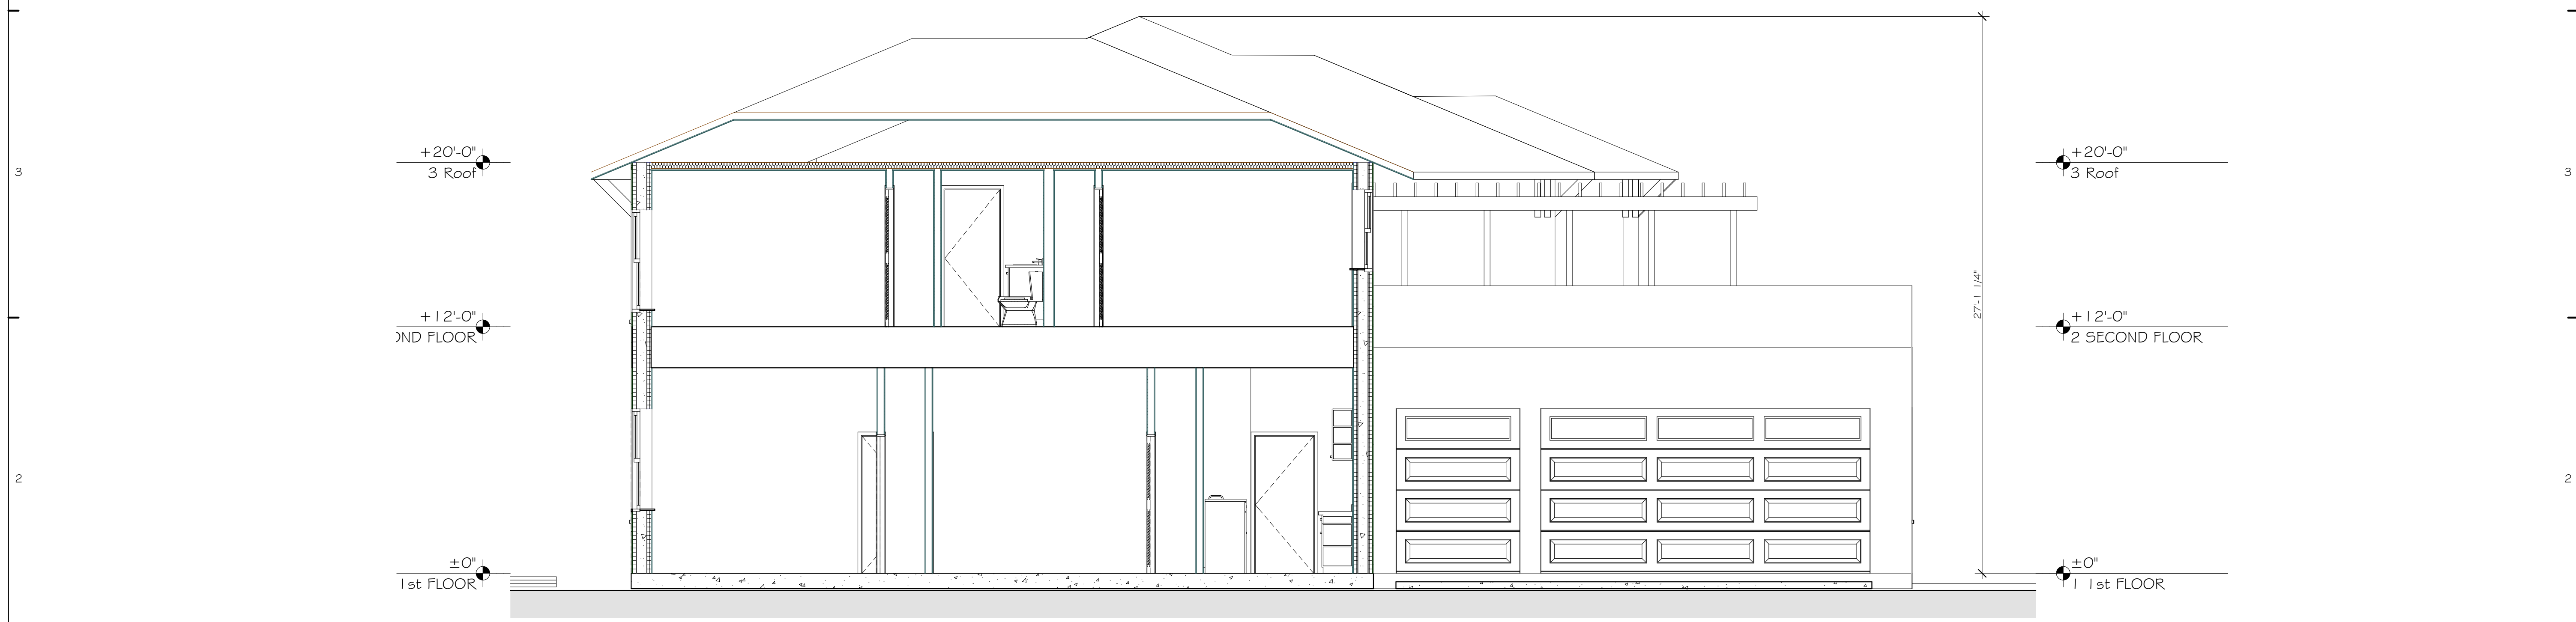 +20'-0"
3 Roof
+12'-0"
OND FLOOR
±0"
1st FLOOR
3
2
27'-1 1/4"
+20'-0"
3 Roof
+12'-0"
2 SECOND FLOOR
±0"
1 1st FLOOR
3
2